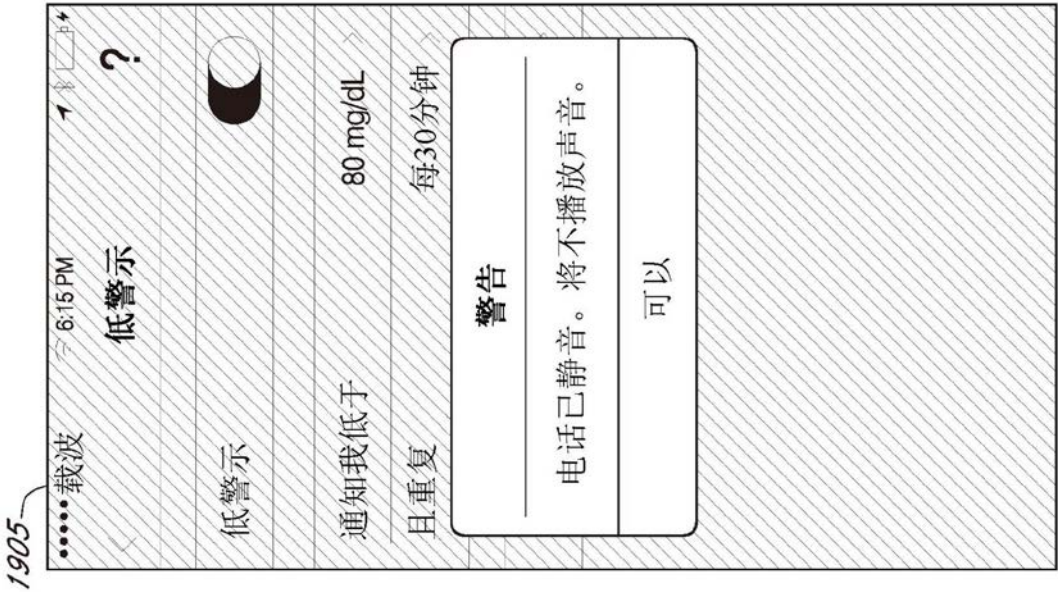 1905
•••••载波 6:15 PM
低警示 ?
低警示
通知我低于 80 mg/dL
且重复 每30分钟
警告
电话已静音。将不播放声音。
可以